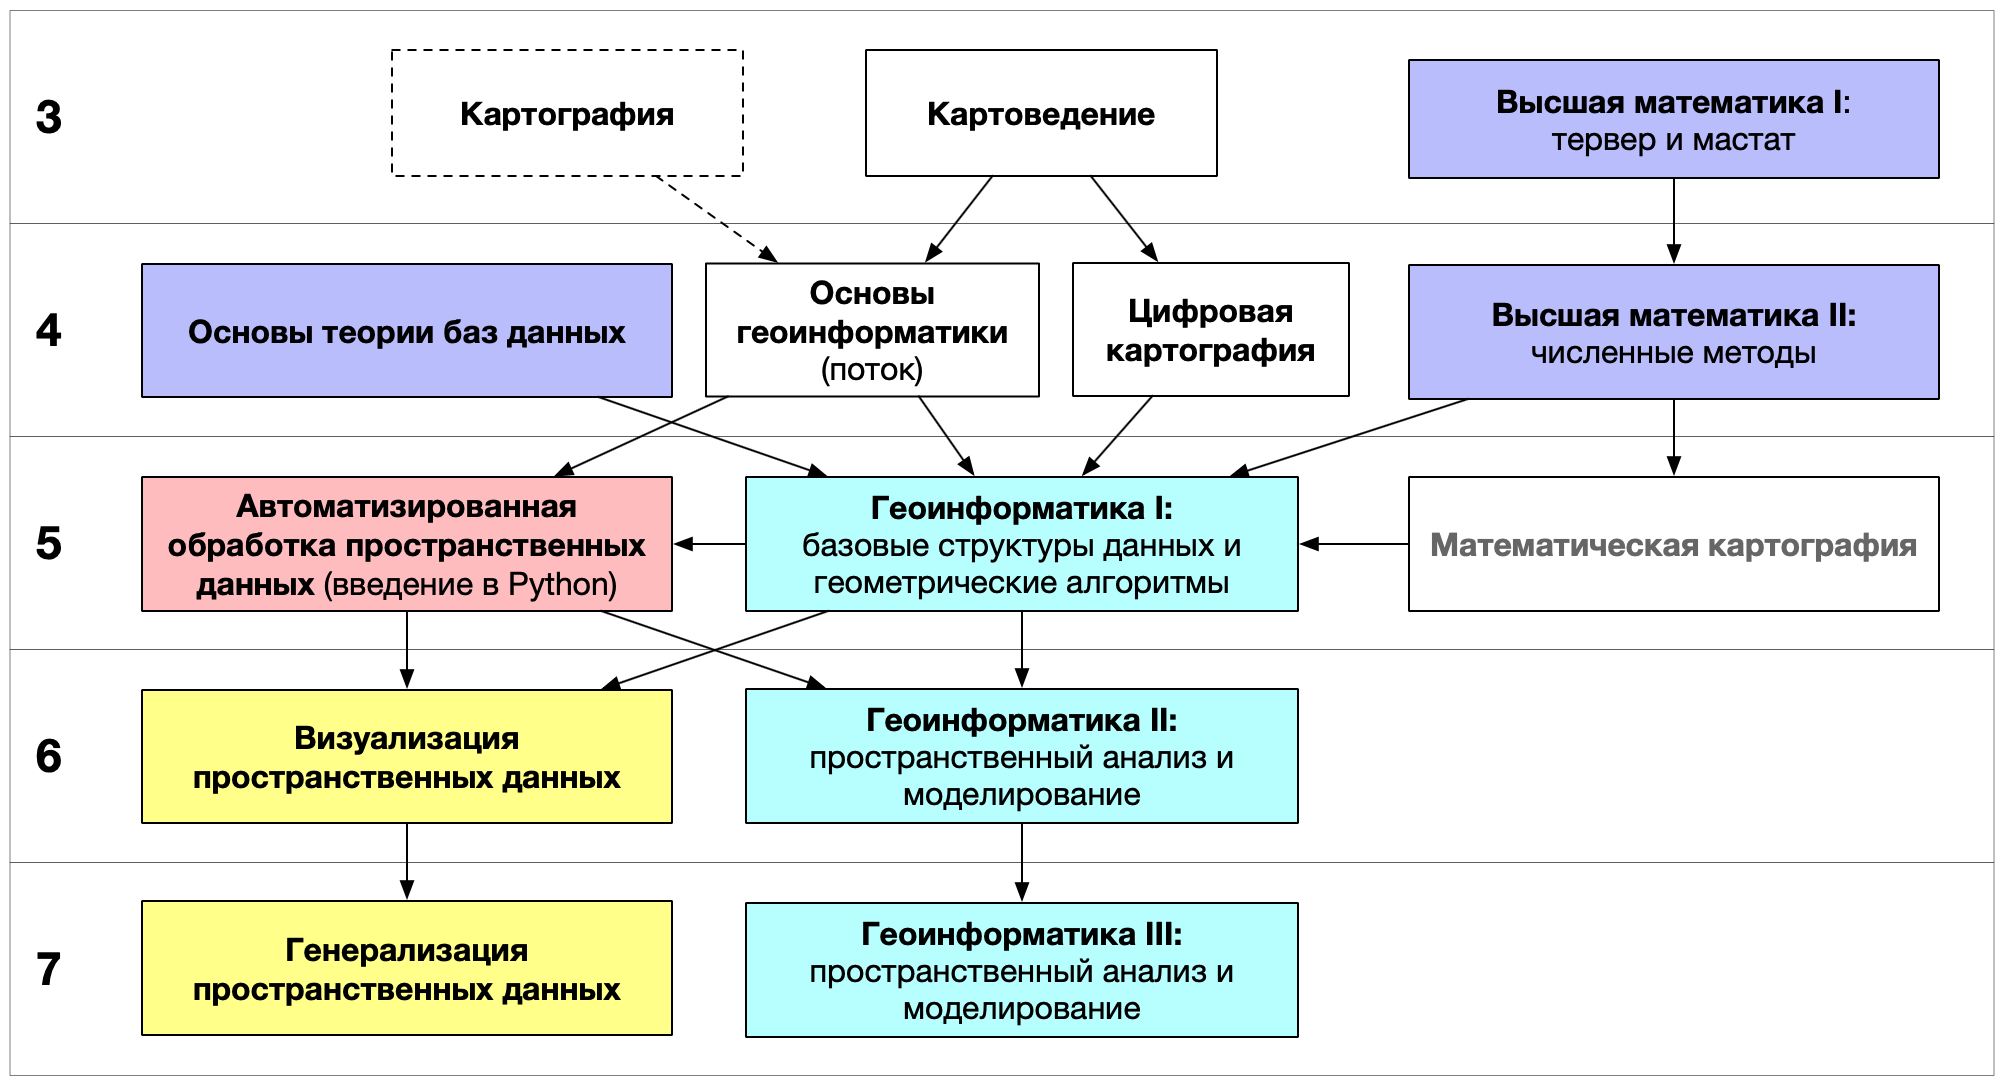 3
Картография
Картоведение
Высшая математика I:
тервер и мастат
4
Основы теории баз данных
Основы
геоинформатики
(поток)
Цифровая
картография
Высшая математика II:
численные методы
5
Автоматизированная
обработка пространственных
данных (введение в Python)
Геоинформатика I:
базовые структуры данных и
геометрические алгоритмы
Математическая картография
6
Визуализация
пространственных данных
Геоинформатика II:
пространственный анализ и
моделирование
7
Генерализация
пространственных данных
Геоинформатика III:
пространственный анализ и
моделирование